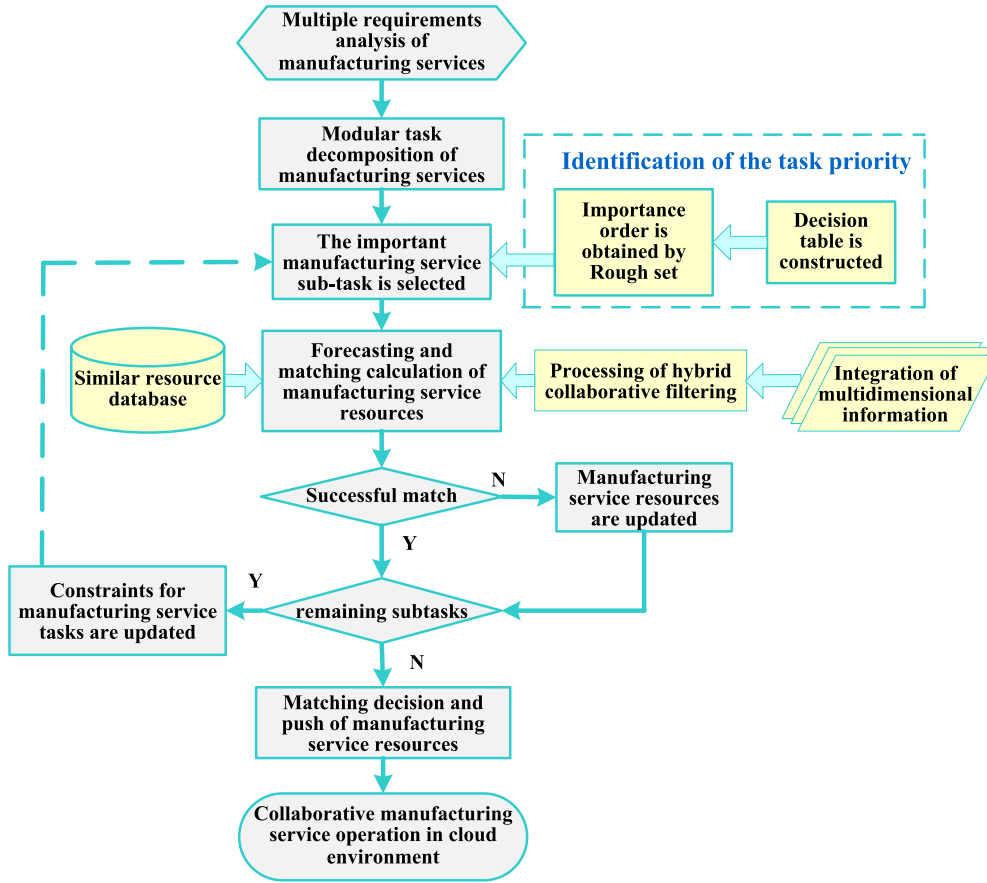 Multiple requirements
analysis of
manufacturing services
Modular task
decomposition of
manufacturing services
Identification of the task priority
Importance
order is
obtained by
Rough set
Decision
table is
constructed
The important
manufacturing service
sub-task is selected
Similar resource
database
Forecasting and
matching calculation of
manufacturing service
resources
Processing of hybrid
collaborative filtering
Integration of
multidimensional
information
Successful match
N
Manufacturing
service resources
are updated
Y
Constraints for
manufacturing service
tasks are updated
Y
remaining subtasks
N
Matching decision and
push of manufacturing
service resources
Collaborative manufacturing
service operation in cloud
environment